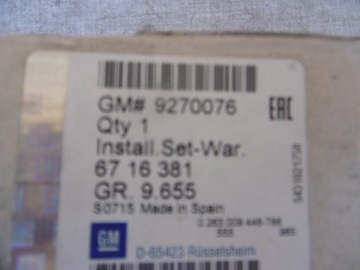 GM# 9270076
EAC
Qty 1
Install.Set-War.
67 16 381
GR. 9.655
S0715 Made in Spain
GM
D-65423 Rüsselsheim